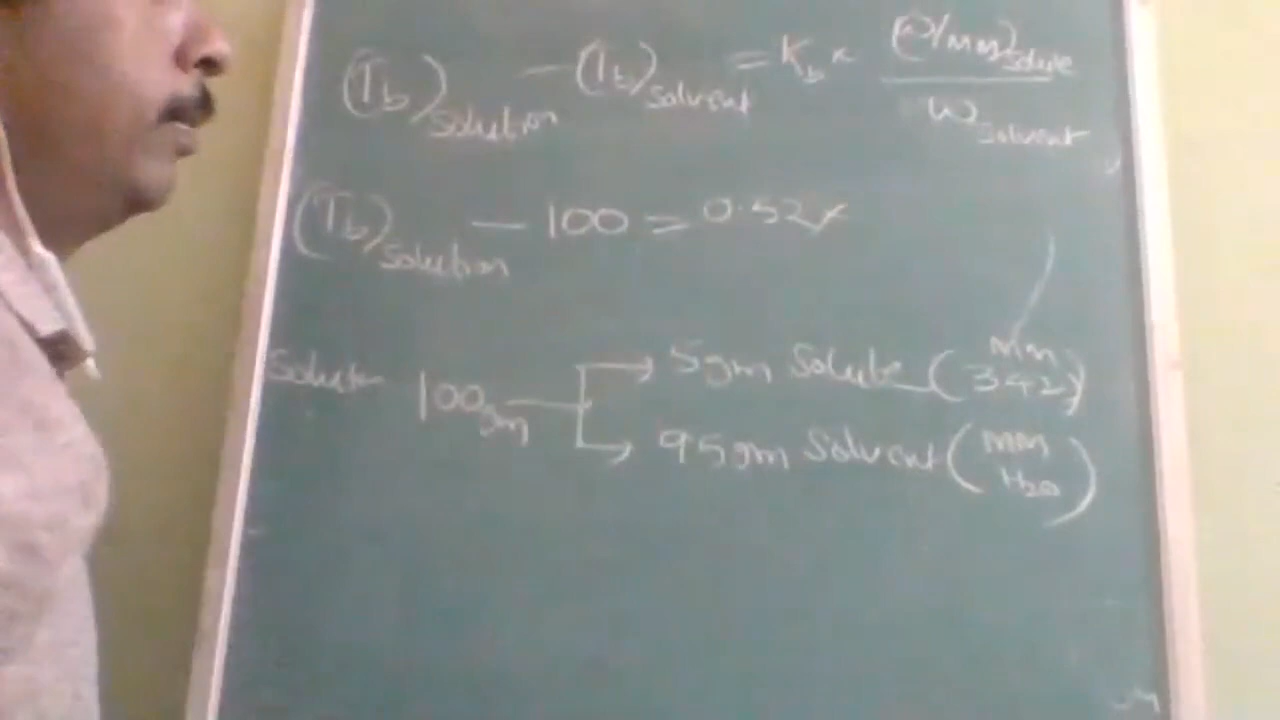 (Tb)Solution - (Tb)Solvent = Kb × (ω/MM)Solute
ωSolvent
(Tb)Solution - 100 = 0.52 ×
Solution 100gm 5gm Solute (MM 342)
95gm Solvent (MM H2O)